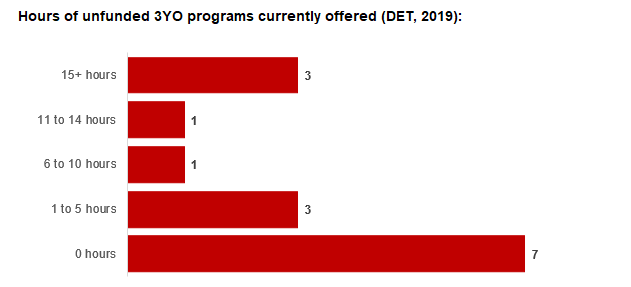 Hours of unfunded 3YO programs currently offered (DET, 2019):
15+ hours 3
11 to 14 hours 1
6 to 10 hours 1
1 to 5 hours 3
0 hours 7